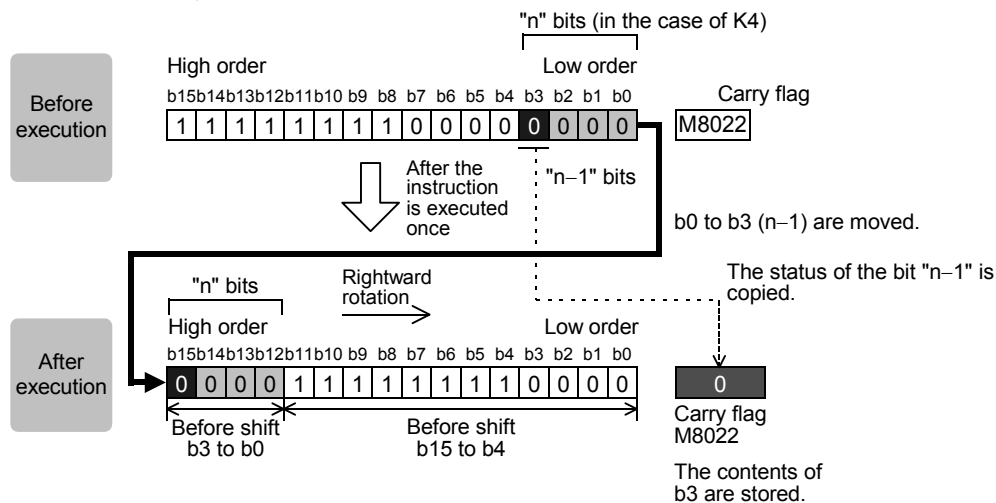 "n" bits (in the case of K4)
High order Low order
Before
execution
b15b14b13b12b11b10 b9 b8 b7 b6 b5 b4 b3 b2 b1 b0
Carry flag
1 1 1 1 1 1 1 1 0 0 0 0 0 0 0 0
M8022
After the
instruction
is executed
once
"n−1" bits
b0 to b3 (n−1) are moved.
The status of the bit "n−1" is
copied.
"n" bits
Rightward
rotation
High order Low order
After
execution
b15b14b13b12b11b10 b9 b8 b7 b6 b5 b4 b3 b2 b1 b0
0 0 0 0 1 1 1 1 1 1 1 1 0 0 0 0
0
Before shift
b3 to b0
Before shift
b15 to b4
Carry flag
M8022
The contents of
b3 are stored.